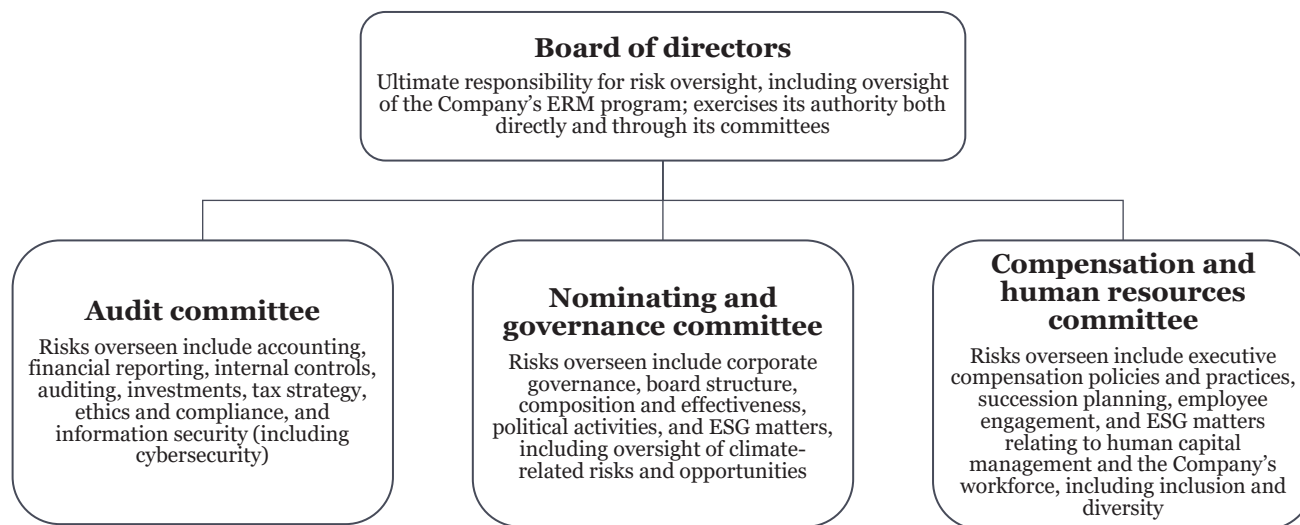 Board of directors
Ultimate responsibility for risk oversight, including oversight
of the Company’s ERM program; exercises its authority both
directly and through its committees
Audit committee
Risks overseen include accounting,
financial reporting, internal controls,
auditing, investments, tax strategy,
ethics and compliance, and
information security (including
cybersecurity)
Nominating and
governance committee
Risks overseen include corporate
governance, board structure,
composition and effectiveness,
political activities, and ESG matters,
including oversight of climate-
related risks and opportunities
Compensation and
human resources
committee
Risks overseen include executive
compensation policies and practices,
succession planning, employee
engagement, and ESG matters
relating to human capital
management and the Company’s
workforce, including inclusion and
diversity